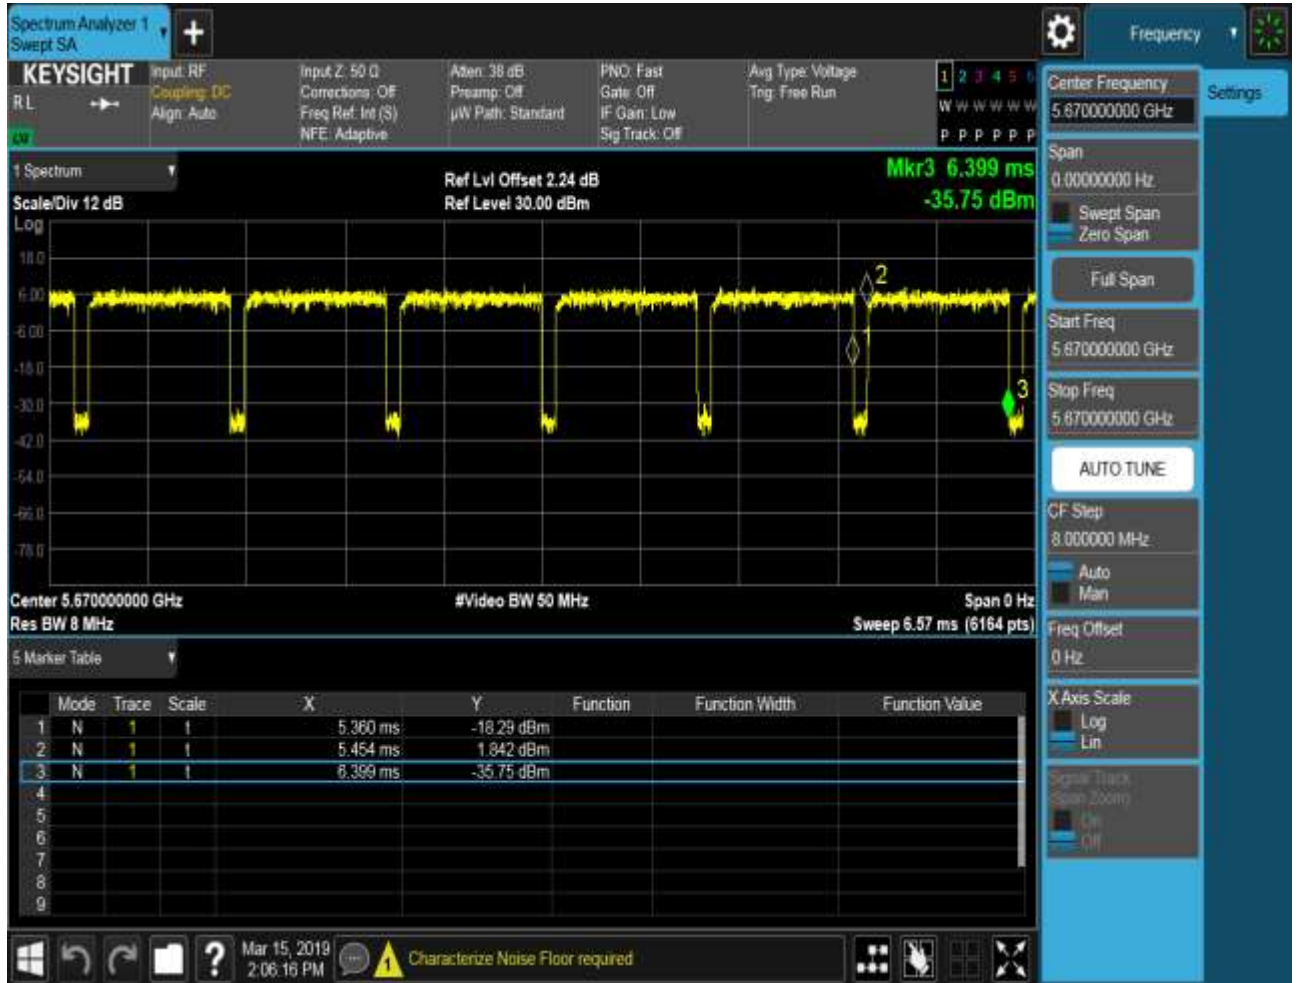 Spectrum Analyzer 1
Swept SA
+
Frequency
KEYSIGHT
RL
Input: RF
Coupling: DC
Align: Auto
Input Z: 50 Ω
Corrections: Off
Freq Ref: Int (S)
NFE: Adaptive
Atten: 38 dB
Preamp: Off
µW Path: Standard
PNO: Fast
Gate: Off
IF Gain: Low
Sig Track: Off
Avg Type: Voltage
Trig: Free Run
1 2 3 4 5 6
W W W W W W
P P P P P P
1 Spectrum
Scale/Div 12 dB
Ref Lvl Offset 2.24 dB
Ref Level 30.00 dBm
Mkr3 6.399 ms
-35.75 dBm
Log
18.0
6.00
-6.00
-18.0
-30.0
-42.0
-54.0
-66.0
-78.0
2
1
3
Center 5.670000000 GHz
Res BW 8 MHz
#Video BW 50 MHz
Span 0 Hz
Sweep 6.57 ms (6164 pts)
5 Marker Table
Mode Trace Scale X Y Function Function Width Function Value
1 N 1 t 5.360 ms -18.29 dBm
2 N 1 t 5.454 ms 1.842 dBm
3 N 1 t 6.399 ms -35.75 dBm
4
5
6
7
8
9
?
Mar 15, 2019
2:06:16 PM
1
Characterize Noise Floor required
Center Frequency
5.670000000 GHz
Settings
Span
0.00000000 Hz
Swept Span
Zero Span
Full Span
Start Freq
5.670000000 GHz
Stop Freq
5.670000000 GHz
AUTO TUNE
CF Step
8.000000 MHz
Auto
Man
Freq Offset
0 Hz
X Axis Scale
Log
Lin
Signal Track
(Span Zoom)
On
Off